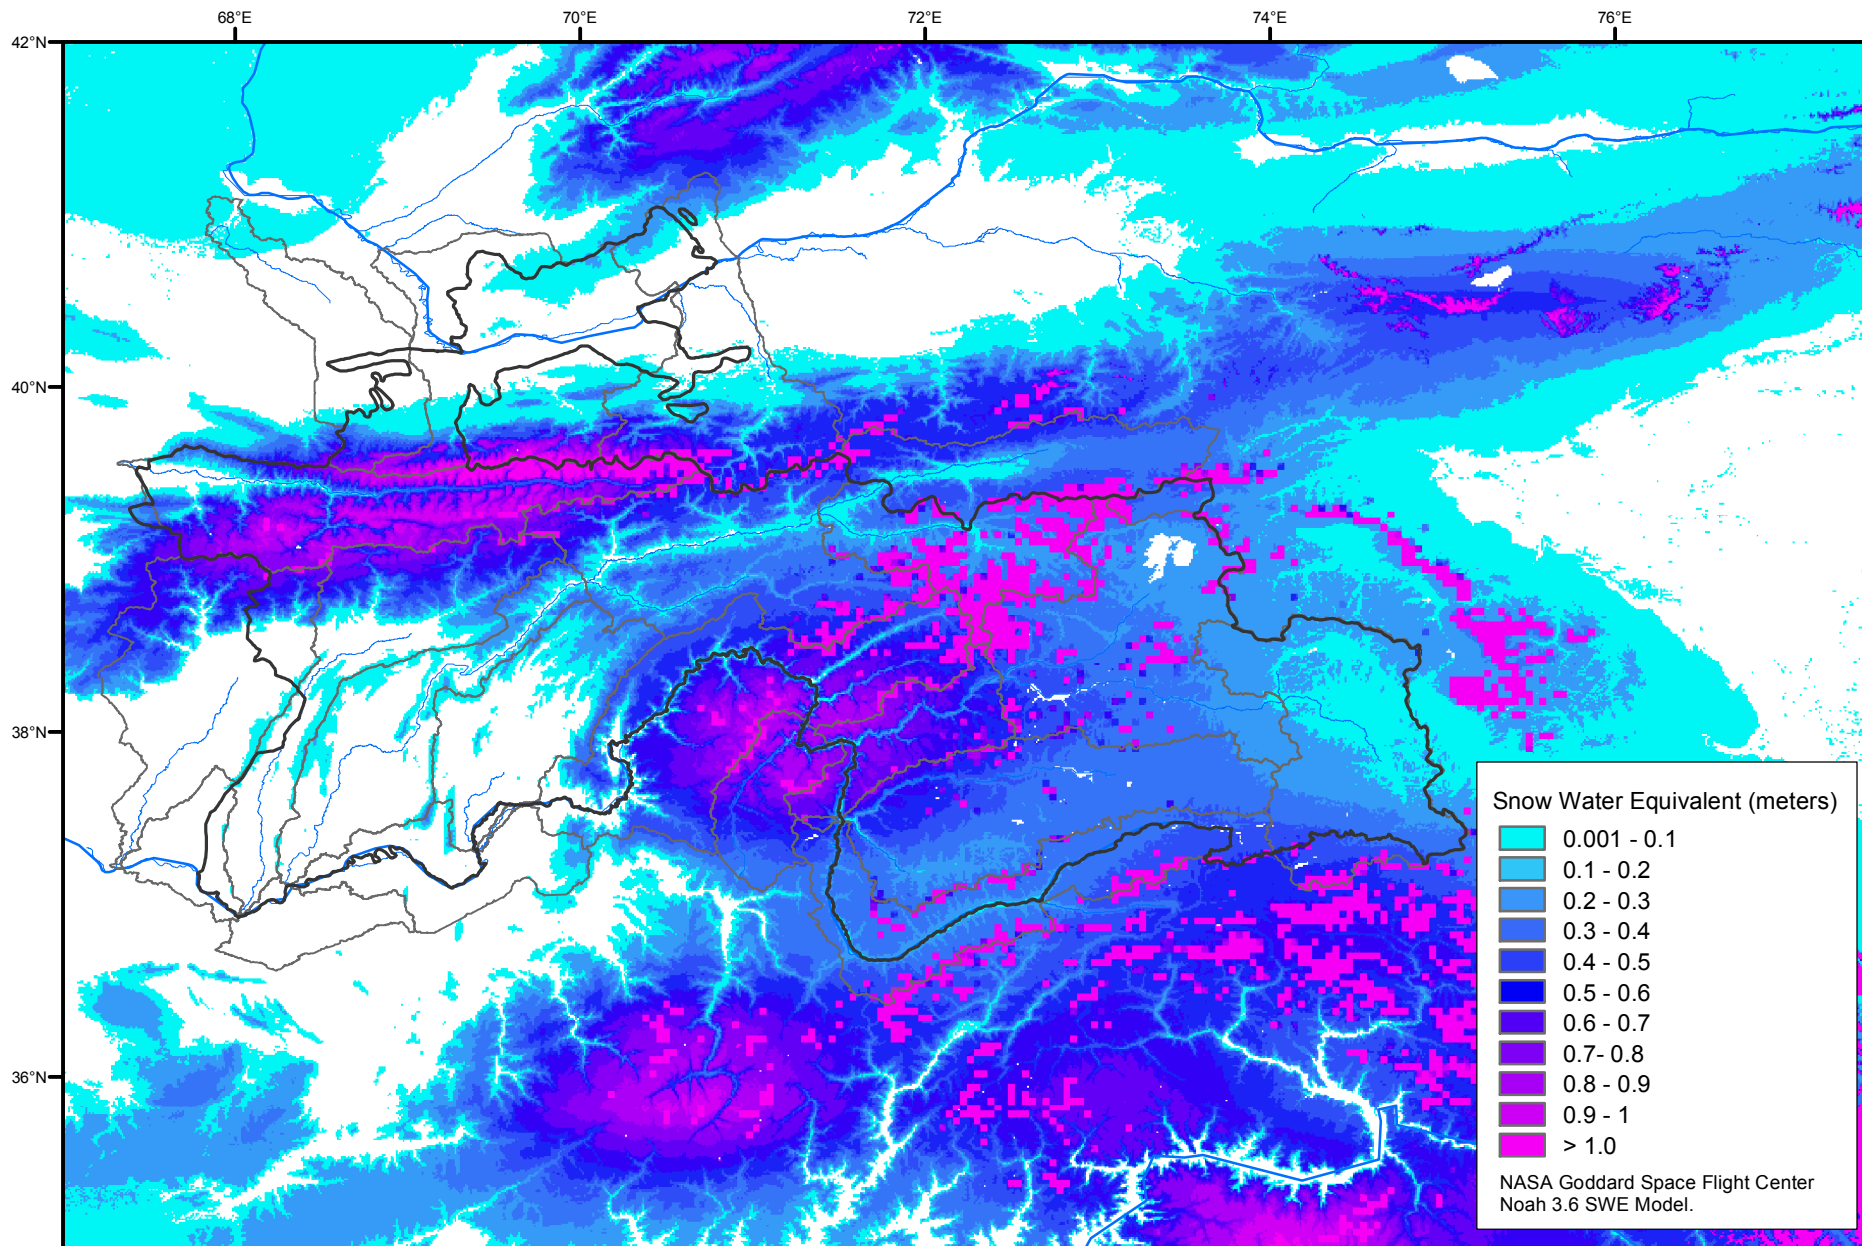 68°E
70°E
72°E
74°E
76°E
42°N
40°N
38°N
36°N
Snow Water Equivalent (meters)
0.001 - 0.1
0.1 - 0.2
0.2 - 0.3
0.3 - 0.4
0.4 - 0.5
0.5 - 0.6
0.6 - 0.7
0.7- 0.8
0.8 - 0.9
0.9 - 1
> 1.0
NASA Goddard Space Flight Center
Noah 3.6 SWE Model.